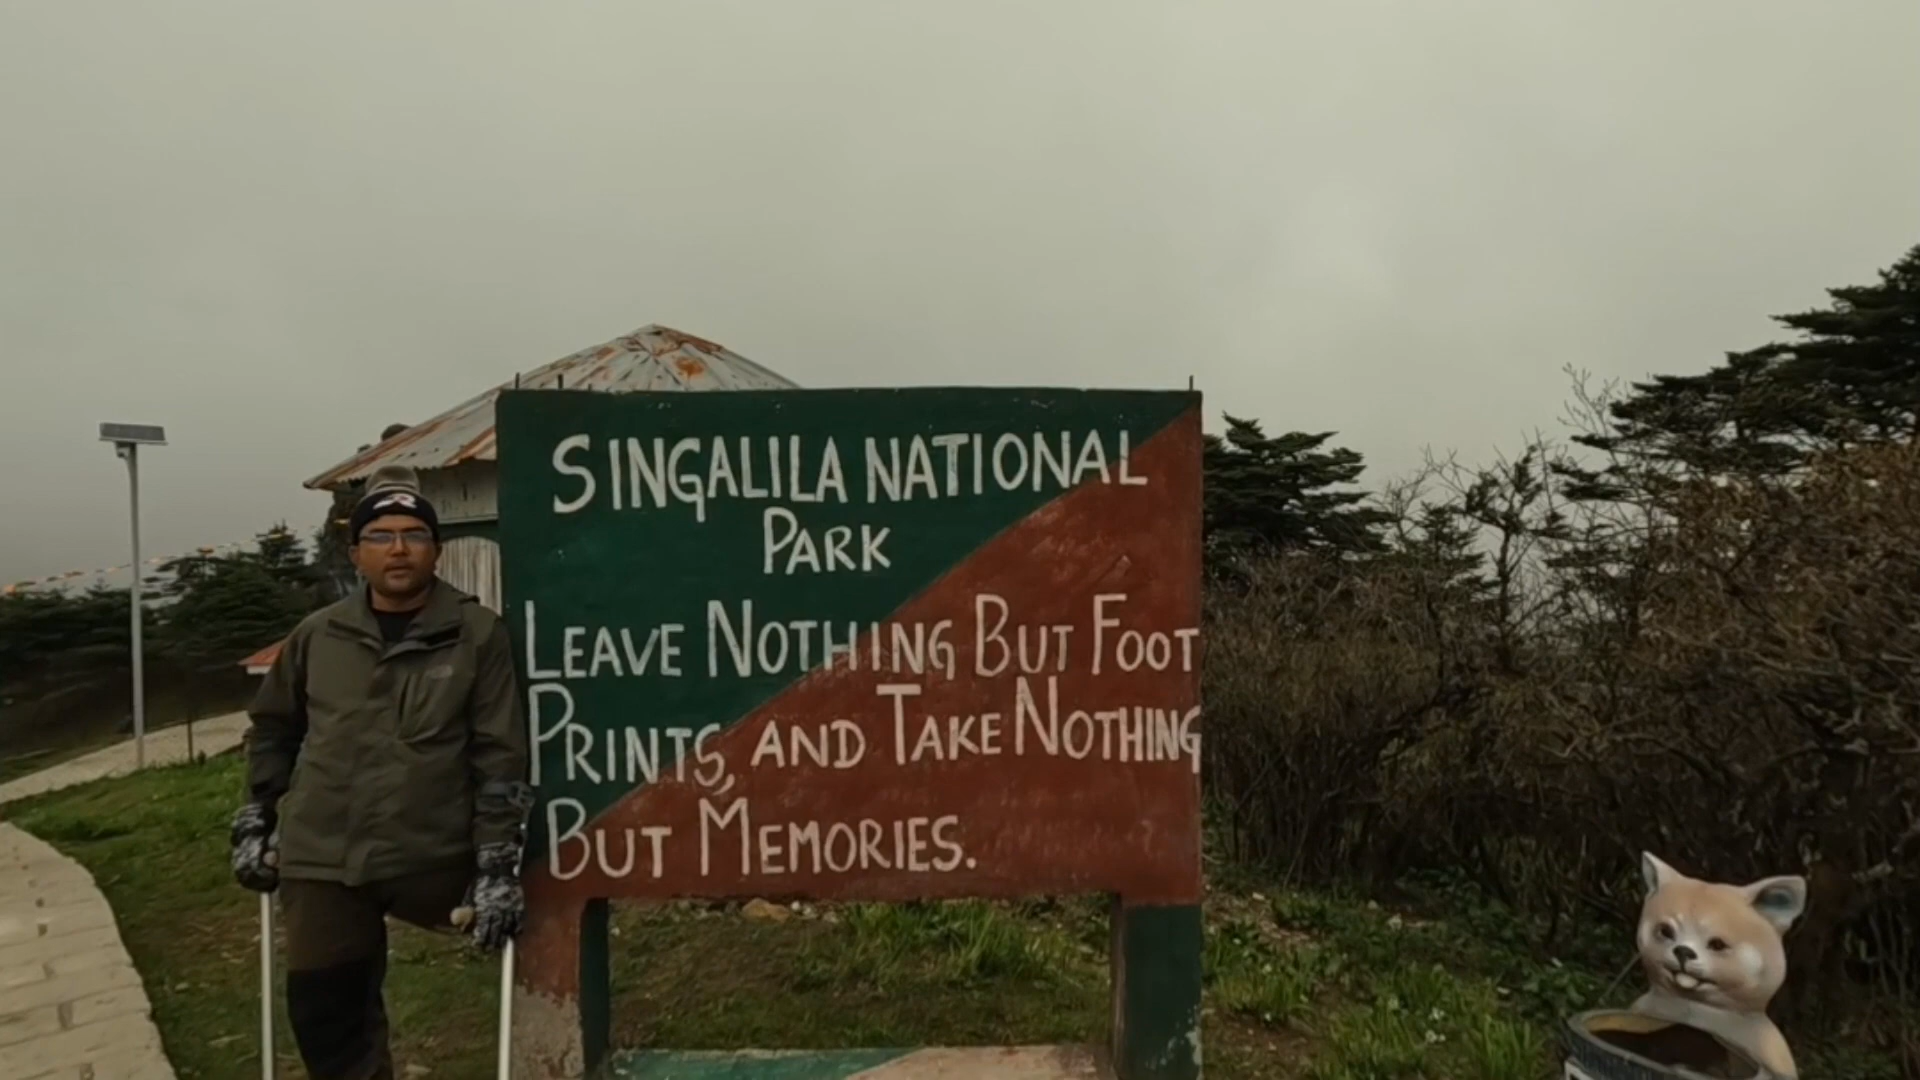 SINGALILA NATIONAL
PARK
LEAVE NOTHING BUT FOOT
PRINTS, AND TAKE NOTHING
BUT MEMORIES.